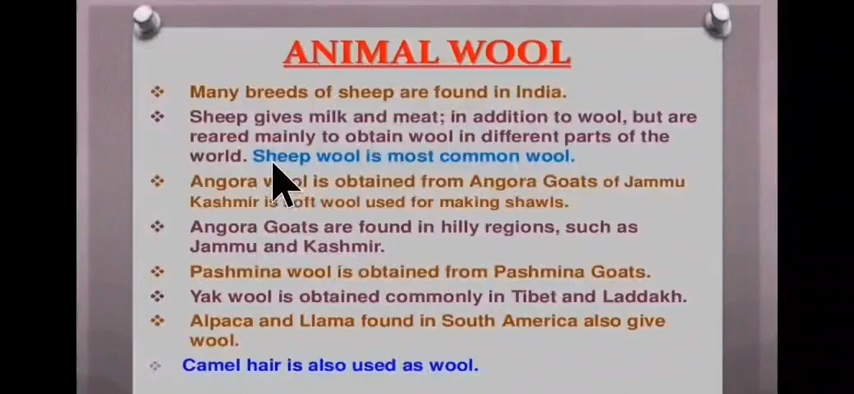 ANIMAL WOOL
Many breeds of sheep are found in India.
Sheep gives milk and meat; in addition to wool, but are
reared mainly to obtain wool in different parts of the
world. Sheep wool is most common wool.
Angora wool is obtained from Angora Goats of Jammu
Kashmir is soft wool used for making shawls.
Angora Goats are found in hilly regions, such as
Jammu and Kashmir.
Pashmina wool is obtained from Pashmina Goats.
Yak wool is obtained commonly in Tibet and Laddakh.
Alpaca and Llama found in South America also give
wool.
Camel hair is also used as wool.